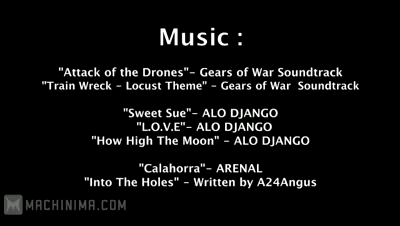 Music :
"Attack of the Drones"- Gears of War Soundtrack
"Train Wreck - Locust Theme" - Gears of War  Soundtrack
"Sweet Sue"- ALO DJANGO
"L.O.V.E"- ALO DJANGO
"How High The Moon" - ALO DJANGO
"Calahorra"- ARENAL
"Into The Holes" - Written by A24Angus
MACHINIMA.COM